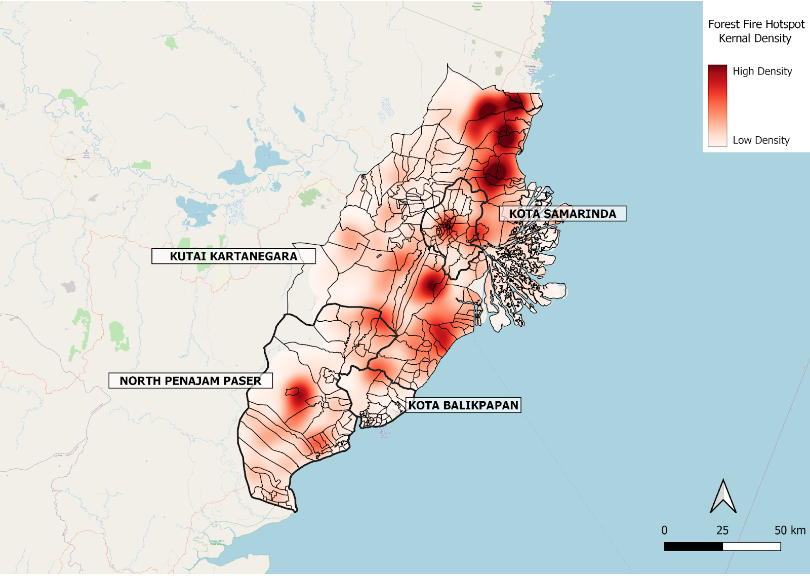 Forest Fire Hotspot
Kernal Density
High Density
Low Density
KOTA SAMARINDA
KUTAI KARTANEGARA
NORTH PENAJAM PASER
KOTA BALIKPAPAN
0 25 50 km